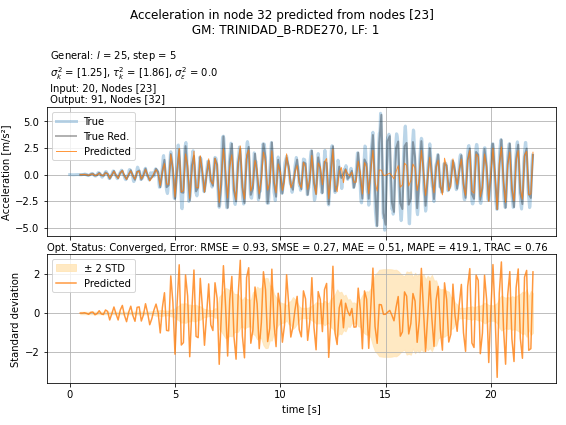 Acceleration in node 32 predicted from nodes [23]
GM: TRINIDAD_B-RDE270, LF: 1
General: l = 25, step = 5
σ²ₖ = [1.25], τ²ₖ = [1.86], σ²ε = 0.0
Input: 20, Nodes [23]
Output: 91, Nodes [32]
Acceleration [m/s²]
5.0
2.5
0.0
−2.5
−5.0
True
True Red.
Predicted
Opt. Status: Converged, Error: RMSE = 0.93, SMSE = 0.27, MAE = 0.51, MAPE = 419.1, TRAC = 0.76
Standard deviation
2
0
−2
± 2 STD
Predicted
0
5
10
15
20
time [s]